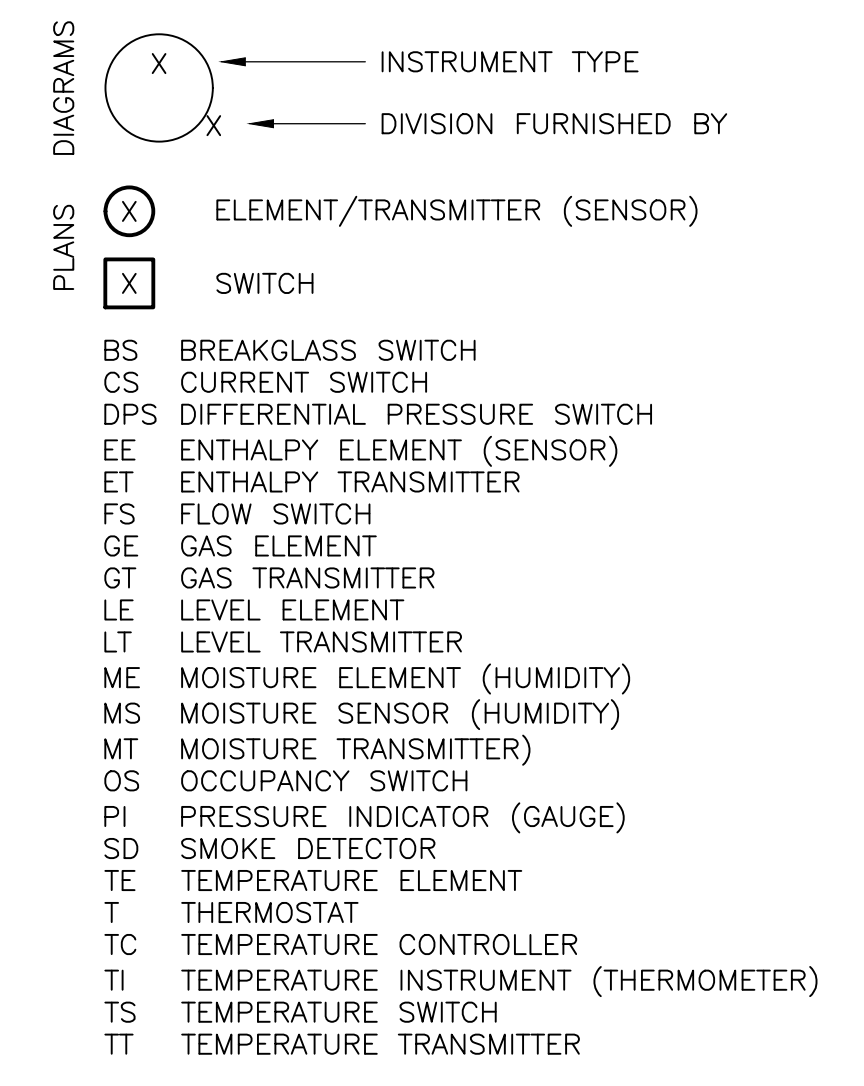 DIAGRAMS
X INSTRUMENT TYPE
X DIVISION FURNISHED BY
PLANS
X ELEMENT/TRANSMITTER (SENSOR)
X SWITCH
BS BREAKGLASS SWITCH
CS CURRENT SWITCH
DPS DIFFERENTIAL PRESSURE SWITCH
EE ENTHALPY ELEMENT (SENSOR)
ET ENTHALPY TRANSMITTER
FS FLOW SWITCH
GE GAS ELEMENT
GT GAS TRANSMITTER
LE LEVEL ELEMENT
LT LEVEL TRANSMITTER
ME MOISTURE ELEMENT (HUMIDITY)
MS MOISTURE SENSOR (HUMIDITY)
MT MOISTURE TRANSMITTER)
OS OCCUPANCY SWITCH
PI PRESSURE INDICATOR (GAUGE)
SD SMOKE DETECTOR
TE TEMPERATURE ELEMENT
T THERMOSTAT
TC TEMPERATURE CONTROLLER
TI TEMPERATURE INSTRUMENT (THERMOMETER)
TS TEMPERATURE SWITCH
TT TEMPERATURE TRANSMITTER